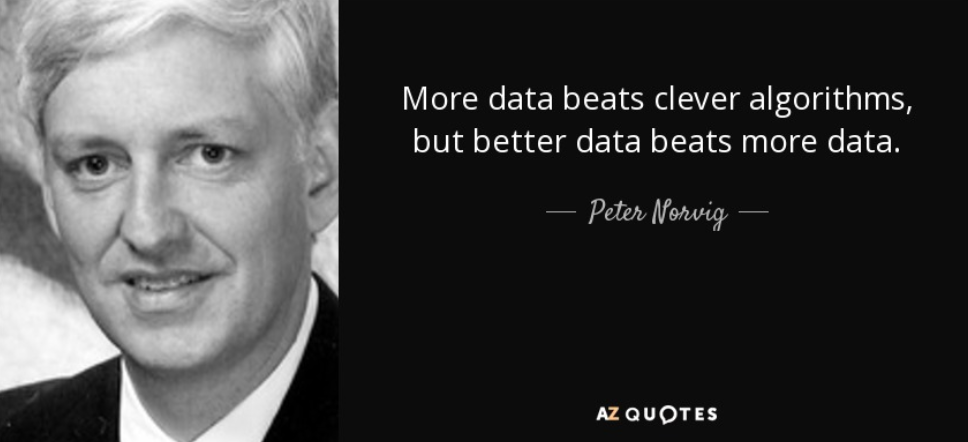 More data beats clever algorithms,
but better data beats more data.
— Peter Norvig —
AZ QUOTES